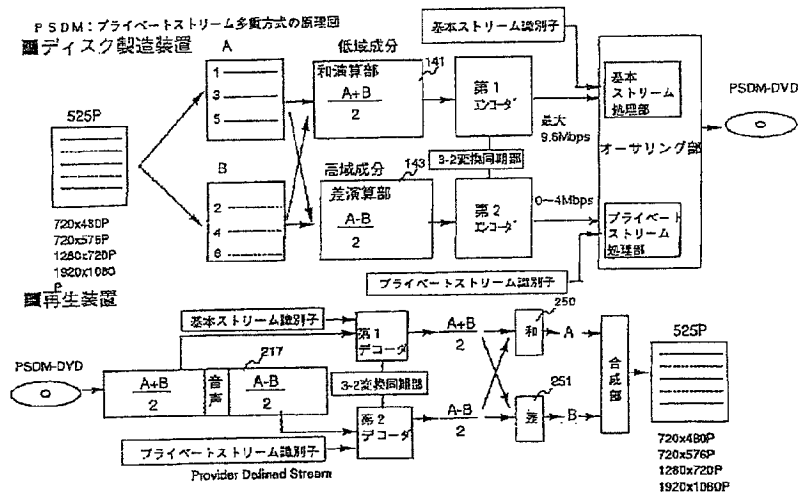 PSDM:プライベートストリーム多重方式の原理図
ディスク製造装置
525P
720x480P
720x576P
1280x720P
1920x1080
P
A
1
3
5
B
2
4
6
低域成分
和演算部
A+B
2
141
高域成分
差演算部
A-B
2
143
第1
エンコーダ
3-2変換同期部
第2
エンコーダ
基本ストリーム識別子
最大
9.6Mbps
0~4Mbps
プライベートストリーム識別子
基本
ストリーム
処理部
オーサリング部
プライベート
ストリーム
処理部
PSDM-DVD
再生装置
PSDM-DVD
基本ストリーム識別子
217
A+B
2
音声
A-B
2
プライベートストリーム識別子
Provider Defined Stream
第1
デコーダ
3-2変換同期部
第2
デコーダ
A+B
2
A-B
2
250
和
A
251
差
B
合成部
525P
720x480P
720x576P
1280x720P
1920x1080P